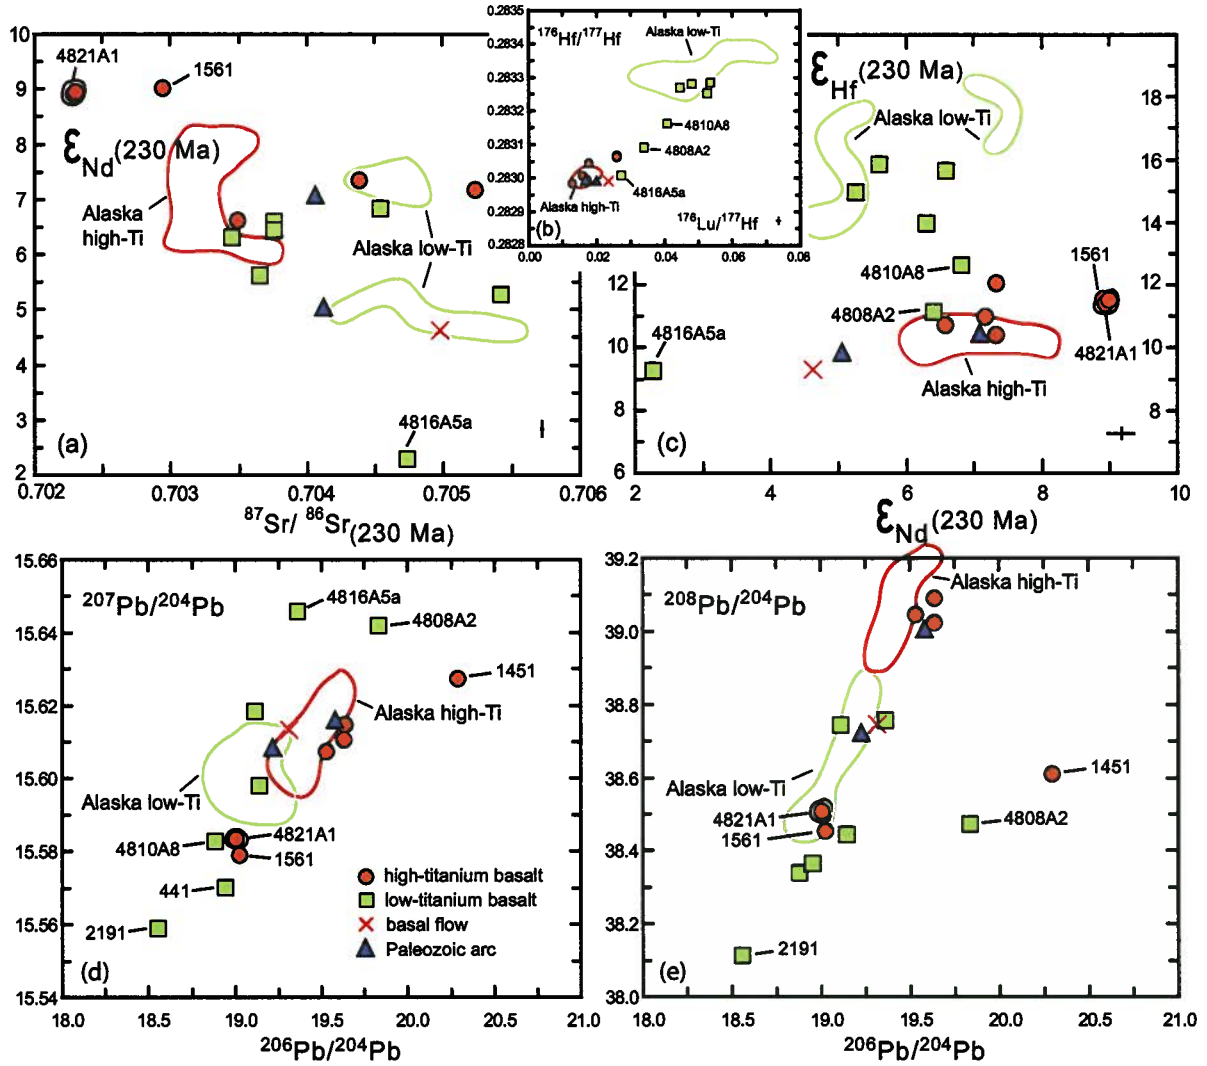 10
9
8
7
6
5
4
3
2
4821A1
1561
εNd(230 Ma)
Alaska
high-Ti
Alaska low-Ti
4816A5a
(a)
0.702
0.703
0.704
0.705
0.706
87Sr/ 86Sr(230 Ma)
0.2835
0.2834
0.2833
0.2832
0.2831
0.2830
0.2829
0.2828
176Hf/177Hf
Alaska low-Ti
4810A8
4808A2
4816A5a
Alaska high-Ti
(b)
176Lu/177Hf
0.00
0.02
0.04
0.06
0.08
εHf(230 Ma)
Alaska low-Ti
18
16
14
12
10
8
12
10
8
6
4810A8
1561
4808A2
4816A5a
4821A1
Alaska high-Ti
(c)
2
4
6
8
10
εNd(230 Ma)
15.66
15.64
15.62
15.60
15.58
15.56
15.54
207Pb/204Pb
4816A5a
4808A2
1451
Alaska high-Ti
Alaska low-Ti
4810A8
4821A1
1561
441
2191
high-titanium basalt
low-titanium basalt
basal flow
Paleozoic arc
(d)
18.0
18.5
19.0
19.5
20.0
20.5
21.0
206Pb/204Pb
39.2
39.0
38.8
38.6
38.4
38.2
38.0
208Pb/204Pb
Alaska high-Ti
Alaska low-Ti
1451
4821A1
1561
4808A2
2191
(e)
18.0
18.5
19.0
19.5
20.0
20.5
21.0
206Pb/204Pb